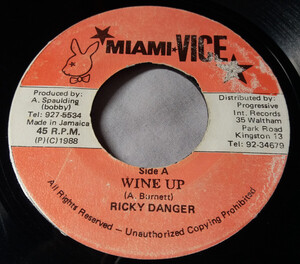 MIAMI-VICE
Produced by:
A. Spaulding
(bobby)
Tel: 927-5534
Made in Jamaica
45 R.P.M.
(P)(C)1988
Distributed by:
Progressive
Int. Records
35 Waltham
Park Road
Kingston 13
Tel: 92-34679
Side A
WINE UP
(A. Burnett)
RICKY DANGER
All Rights Reserved - Unauthorized Copying Prohibited